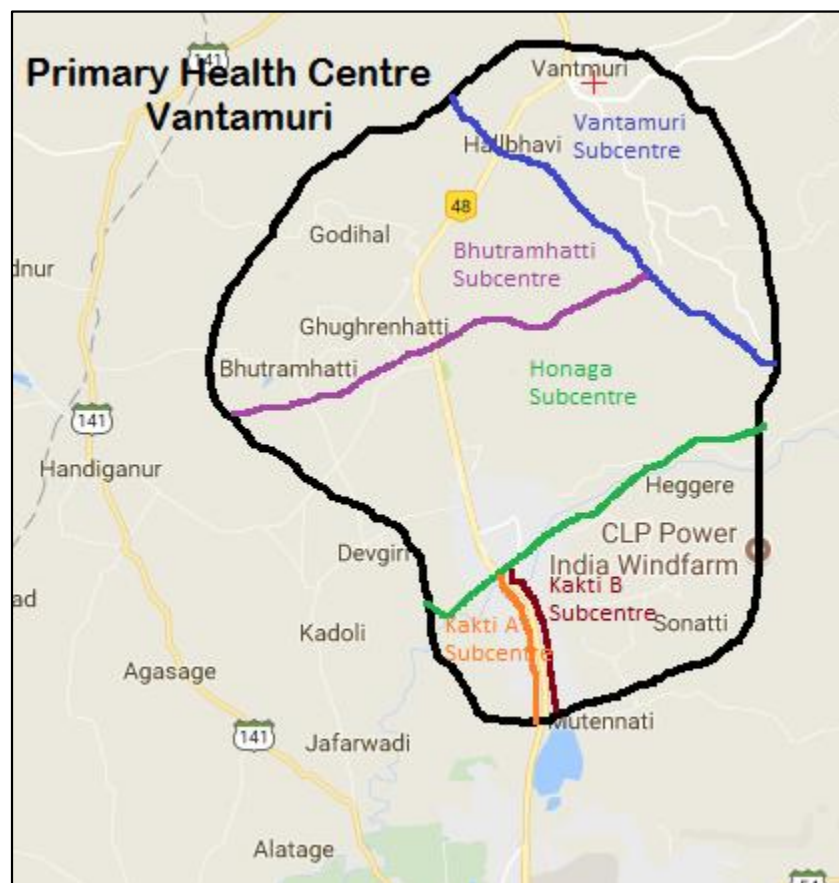 141
141
Primary Health Centre
Vantamuri
Vantmuri
Vantamuri
Subcentre
Hallbhavi
48
Godihal
Bhutramhatti
Subcentre
dnur
Ghughrenhatti
Bhutramhatti
Honaga
Subcentre
141
Handiganur
Heggere
CLP Power
India Windfarm
Devgiri
Kakti B
Subcentre
ad
Kadoli
Kakti A
Subcentre
Sonatti
Agasage
Mutennati
141
Jafarwadi
Alatage
54